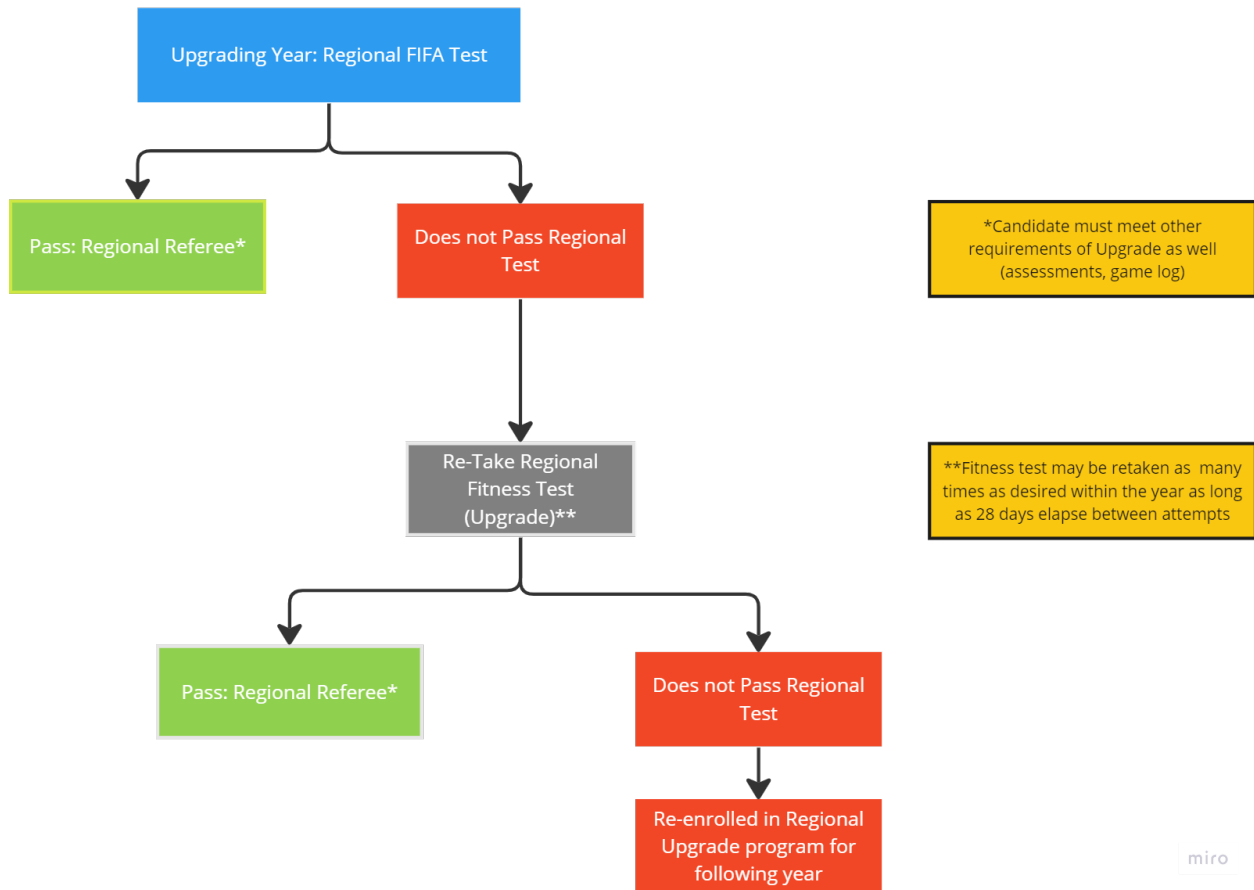 Upgrading Year: Regional FIFA Test
Pass: Regional Referee*
Does not Pass Regional
Test
*Candidate must meet other
requirements of Upgrade as well
(assessments, game log)
Re-Take Regional
Fitness Test
(Upgrade)**
**Fitness test may be retaken as many
times as desired within the year as long
as 28 days elapse between attempts
Pass: Regional Referee*
Does not Pass Regional
Test
Re-enrolled in Regional
Upgrade program for
following year
miro